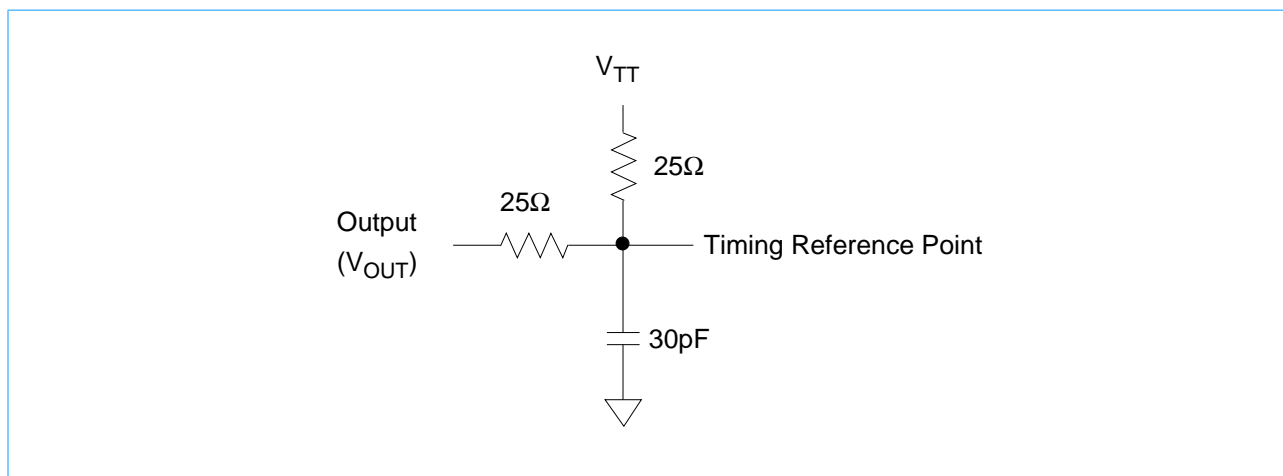 V_TT
25Ω
25Ω
Output
(V_OUT)
Timing Reference Point
30pF